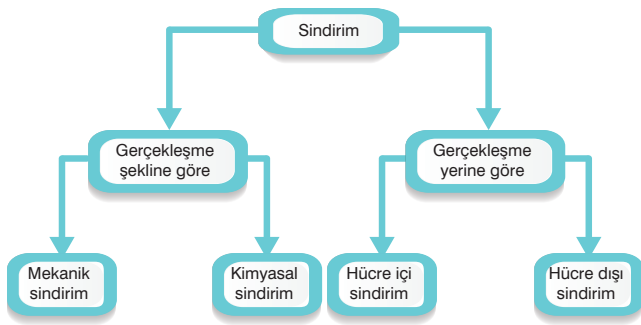 Sindirim
Gerçekleşme
şekline göre
Gerçekleşme
yerine göre
Mekanik
sindirim
Kimyasal
sindirim
Hücre içi
sindirim
Hücre dışı
sindirim